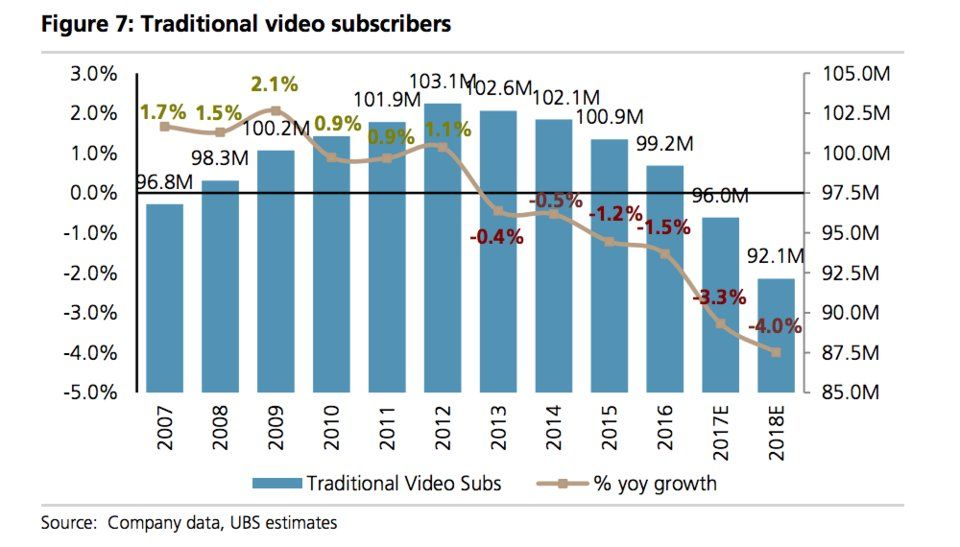 Figure 7: Traditional video subscribers
3.0%
2.0%
1.0%
0.0%
-1.0%
-2.0%
-3.0%
-4.0%
-5.0%
1.7%
1.5%
2.1%
0.9%
0.9%
1.1%
-0.4%
-0.5%
-1.2%
-1.5%
-3.3%
-4.0%
96.8M
98.3M
100.2M
101.9M
103.1M
102.6M
102.1M
100.9M
99.2M
96.0M
92.1M
105.0M
102.5M
100.0M
97.5M
95.0M
92.5M
90.0M
87.5M
85.0M
2007
2008
2009
2010
2011
2012
2013
2014
2015
2016
2017E
2018E
Traditional Video Subs
% yoy growth
Source: Company data, UBS estimates